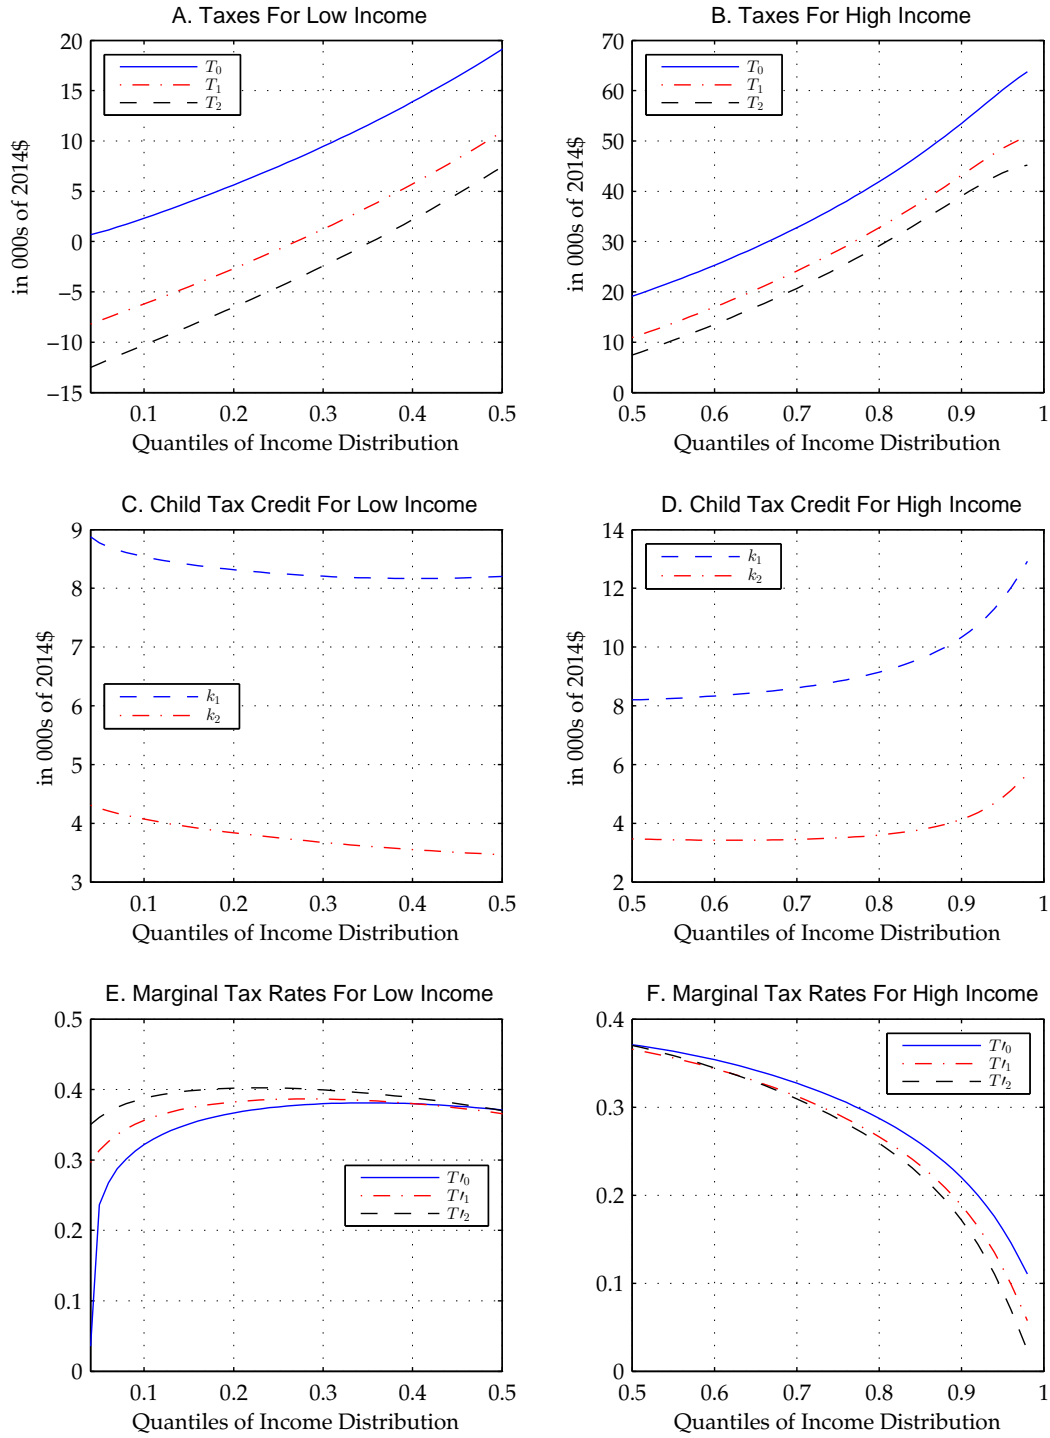 A. Taxes For Low Income
in 000s of 2014$
20
15
10
5
0
−5
−10
−15
T₀
T₁
T₂
0.1 0.2 0.3 0.4 0.5
Quantiles of Income Distribution
B. Taxes For High Income
in 000s of 2014$
70
60
50
40
30
20
10
0
T₀
T₁
T₂
0.5 0.6 0.7 0.8 0.9 1
Quantiles of Income Distribution
C. Child Tax Credit For Low Income
in 000s of 2014$
9
8
7
6
5
4
3
k₁
k₂
0.1 0.2 0.3 0.4 0.5
Quantiles of Income Distribution
D. Child Tax Credit For High Income
in 000s of 2014$
14
12
10
8
6
4
2
k₁
k₂
0.5 0.6 0.7 0.8 0.9 1
Quantiles of Income Distribution
E. Marginal Tax Rates For Low Income
0.5
0.4
0.3
0.2
0.1
0
T′₀
T′₁
T′₂
0.1 0.2 0.3 0.4 0.5
Quantiles of Income Distribution
F. Marginal Tax Rates For High Income
0.4
0.3
0.2
0.1
0
T′₀
T′₁
T′₂
0.5 0.6 0.7 0.8 0.9 1
Quantiles of Income Distribution